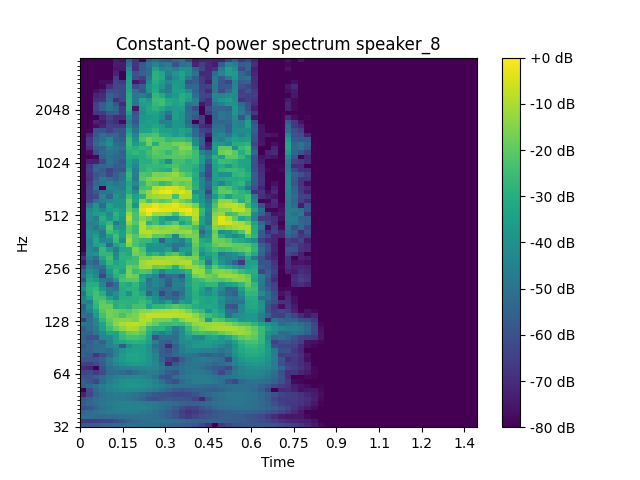 Constant-Q power spectrum speaker_8
Hz
2048
1024
512
256
128
64
32
0 0.15 0.3 0.45 0.6 0.75 0.9 1.1 1.2 1.4
Time
+0 dB
-10 dB
-20 dB
-30 dB
-40 dB
-50 dB
-60 dB
-70 dB
-80 dB